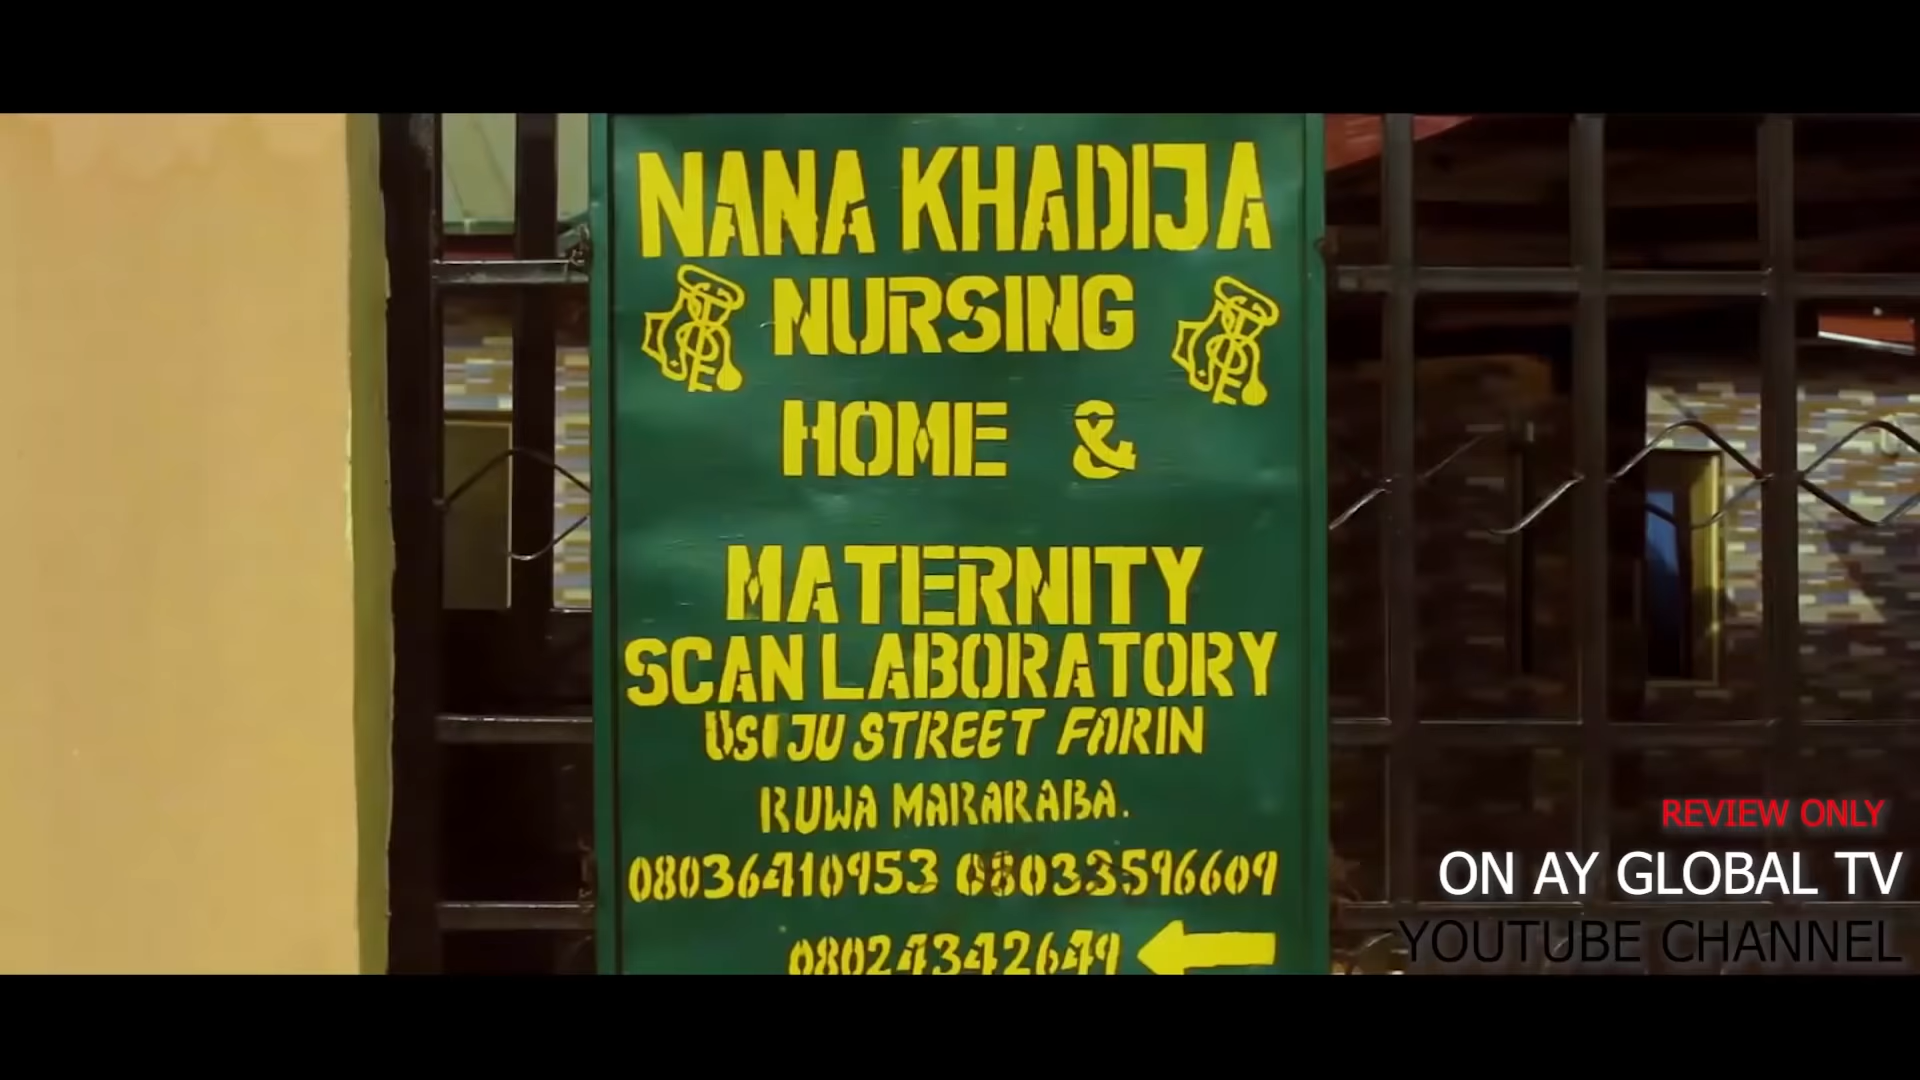 NANA KHADIJA
NURSING
HOME &
MATERNITY
SCAN LABORATORY
USIJU STREET FARIN
RUWA MARARABA.
08036410953 08033596609
08024342649
REVIEW ONLY
ON AY GLOBAL TV
YOUTUBE CHANNEL